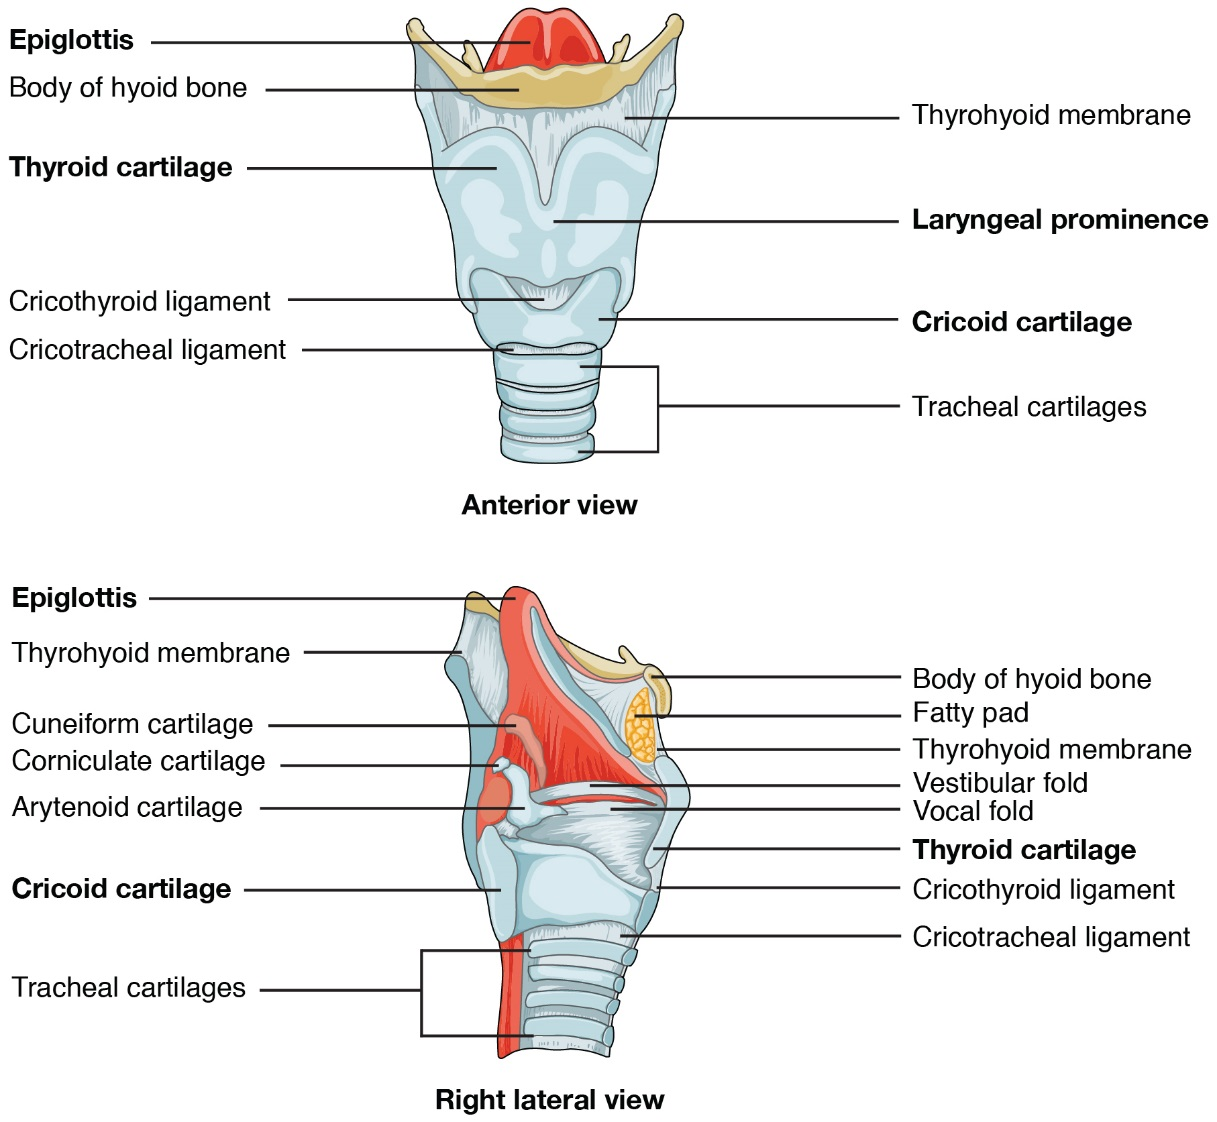 Epiglottis
Body of hyoid bone
Thyrohyoid membrane
Thyroid cartilage
Laryngeal prominence
Cricothyroid ligament
Cricoid cartilage
Cricotracheal ligament
Tracheal cartilages
Anterior view
Epiglottis
Thyrohyoid membrane
Body of hyoid bone
Fatty pad
Cuneiform cartilage
Thyrohyoid membrane
Corniculate cartilage
Vestibular fold
Arytenoid cartilage
Vocal fold
Thyroid cartilage
Cricoid cartilage
Cricothyroid ligament
Cricotracheal ligament
Tracheal cartilages
Right lateral view